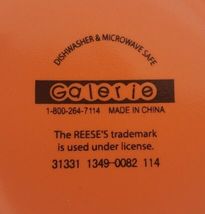 DISHWASHER & MICROWAVE SAFE
Galerie
1-800-264-7114 MADE IN CHINA
The REESE'S trademark
is used under license.
31331 1349-0082 114